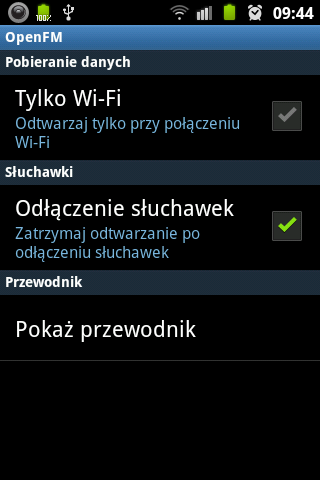 100%
09:44
OpenFM
Pobieranie danych
Tylko Wi-Fi
Odtwarzaj tylko przy połączeniu
Wi-Fi
Słuchawki
Odłączenie słuchawek
Zatrzymaj odtwarzanie po
odłączeniu słuchawek
Przewodnik
Pokaż przewodnik